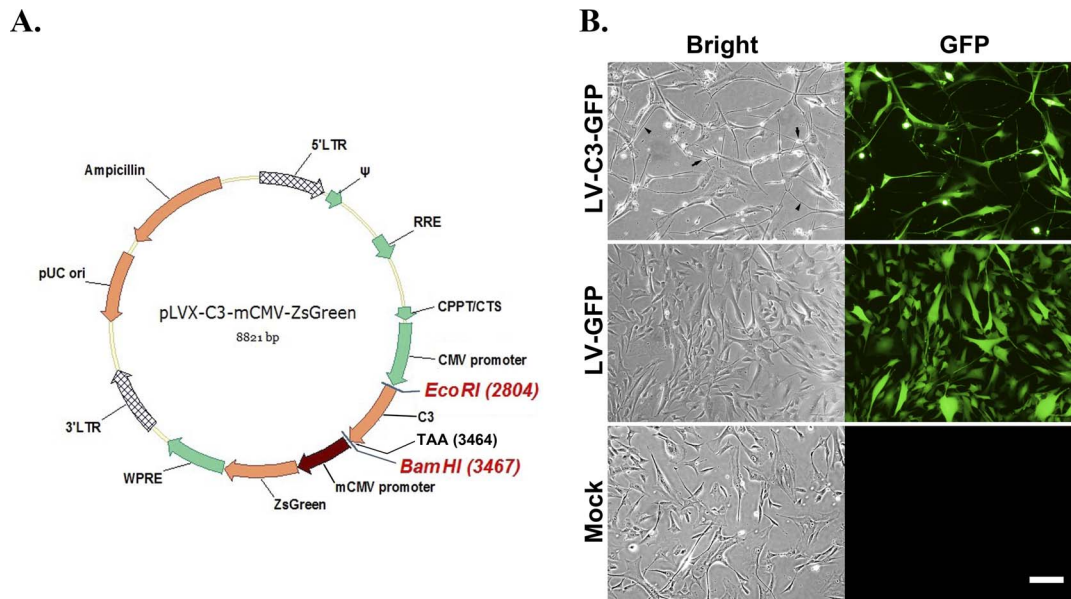 A.
B.
Bright
GFP
LV-C3-GFP
LV-GFP
Mock
5'LTR
Ψ
RRE
CPPT/CTS
CMV promoter
EcoRI (2804)
C3
TAA (3464)
BamHI (3467)
mCMV promoter
ZsGreen
WPRE
3'LTR
pUC ori
Ampicillin
pLVX-C3-mCMV-ZsGreen
8821 bp